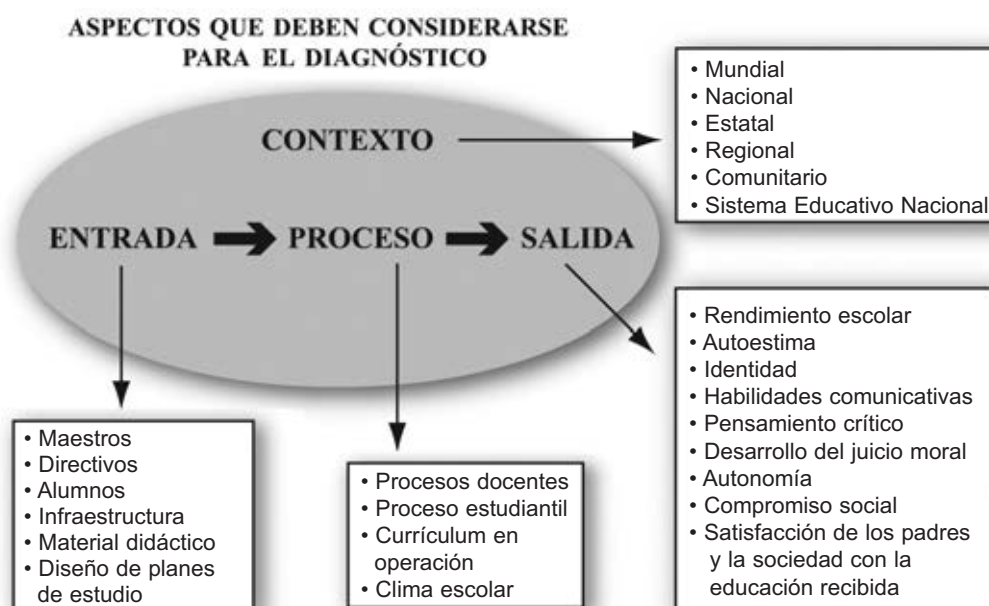 ASPECTOS QUE DEBEN CONSIDERARSE
PARA EL DIAGNÓSTICO
CONTEXTO
• Mundial
• Nacional
• Estatal
• Regional
• Comunitario
• Sistema Educativo Nacional
ENTRADA PROCESO SALIDA
• Maestros
• Directivos
• Alumnos
• Infraestructura
• Material didáctico
• Diseño de planes
de estudio
• Procesos docentes
• Proceso estudiantil
• Currículum en
operación
• Clima escolar
• Rendimiento escolar
• Autoestima
• Identidad
• Habilidades comunicativas
• Pensamiento crítico
• Desarrollo del juicio moral
• Autonomía
• Compromiso social
• Satisfacción de los padres
y la sociedad con la
educación recibida